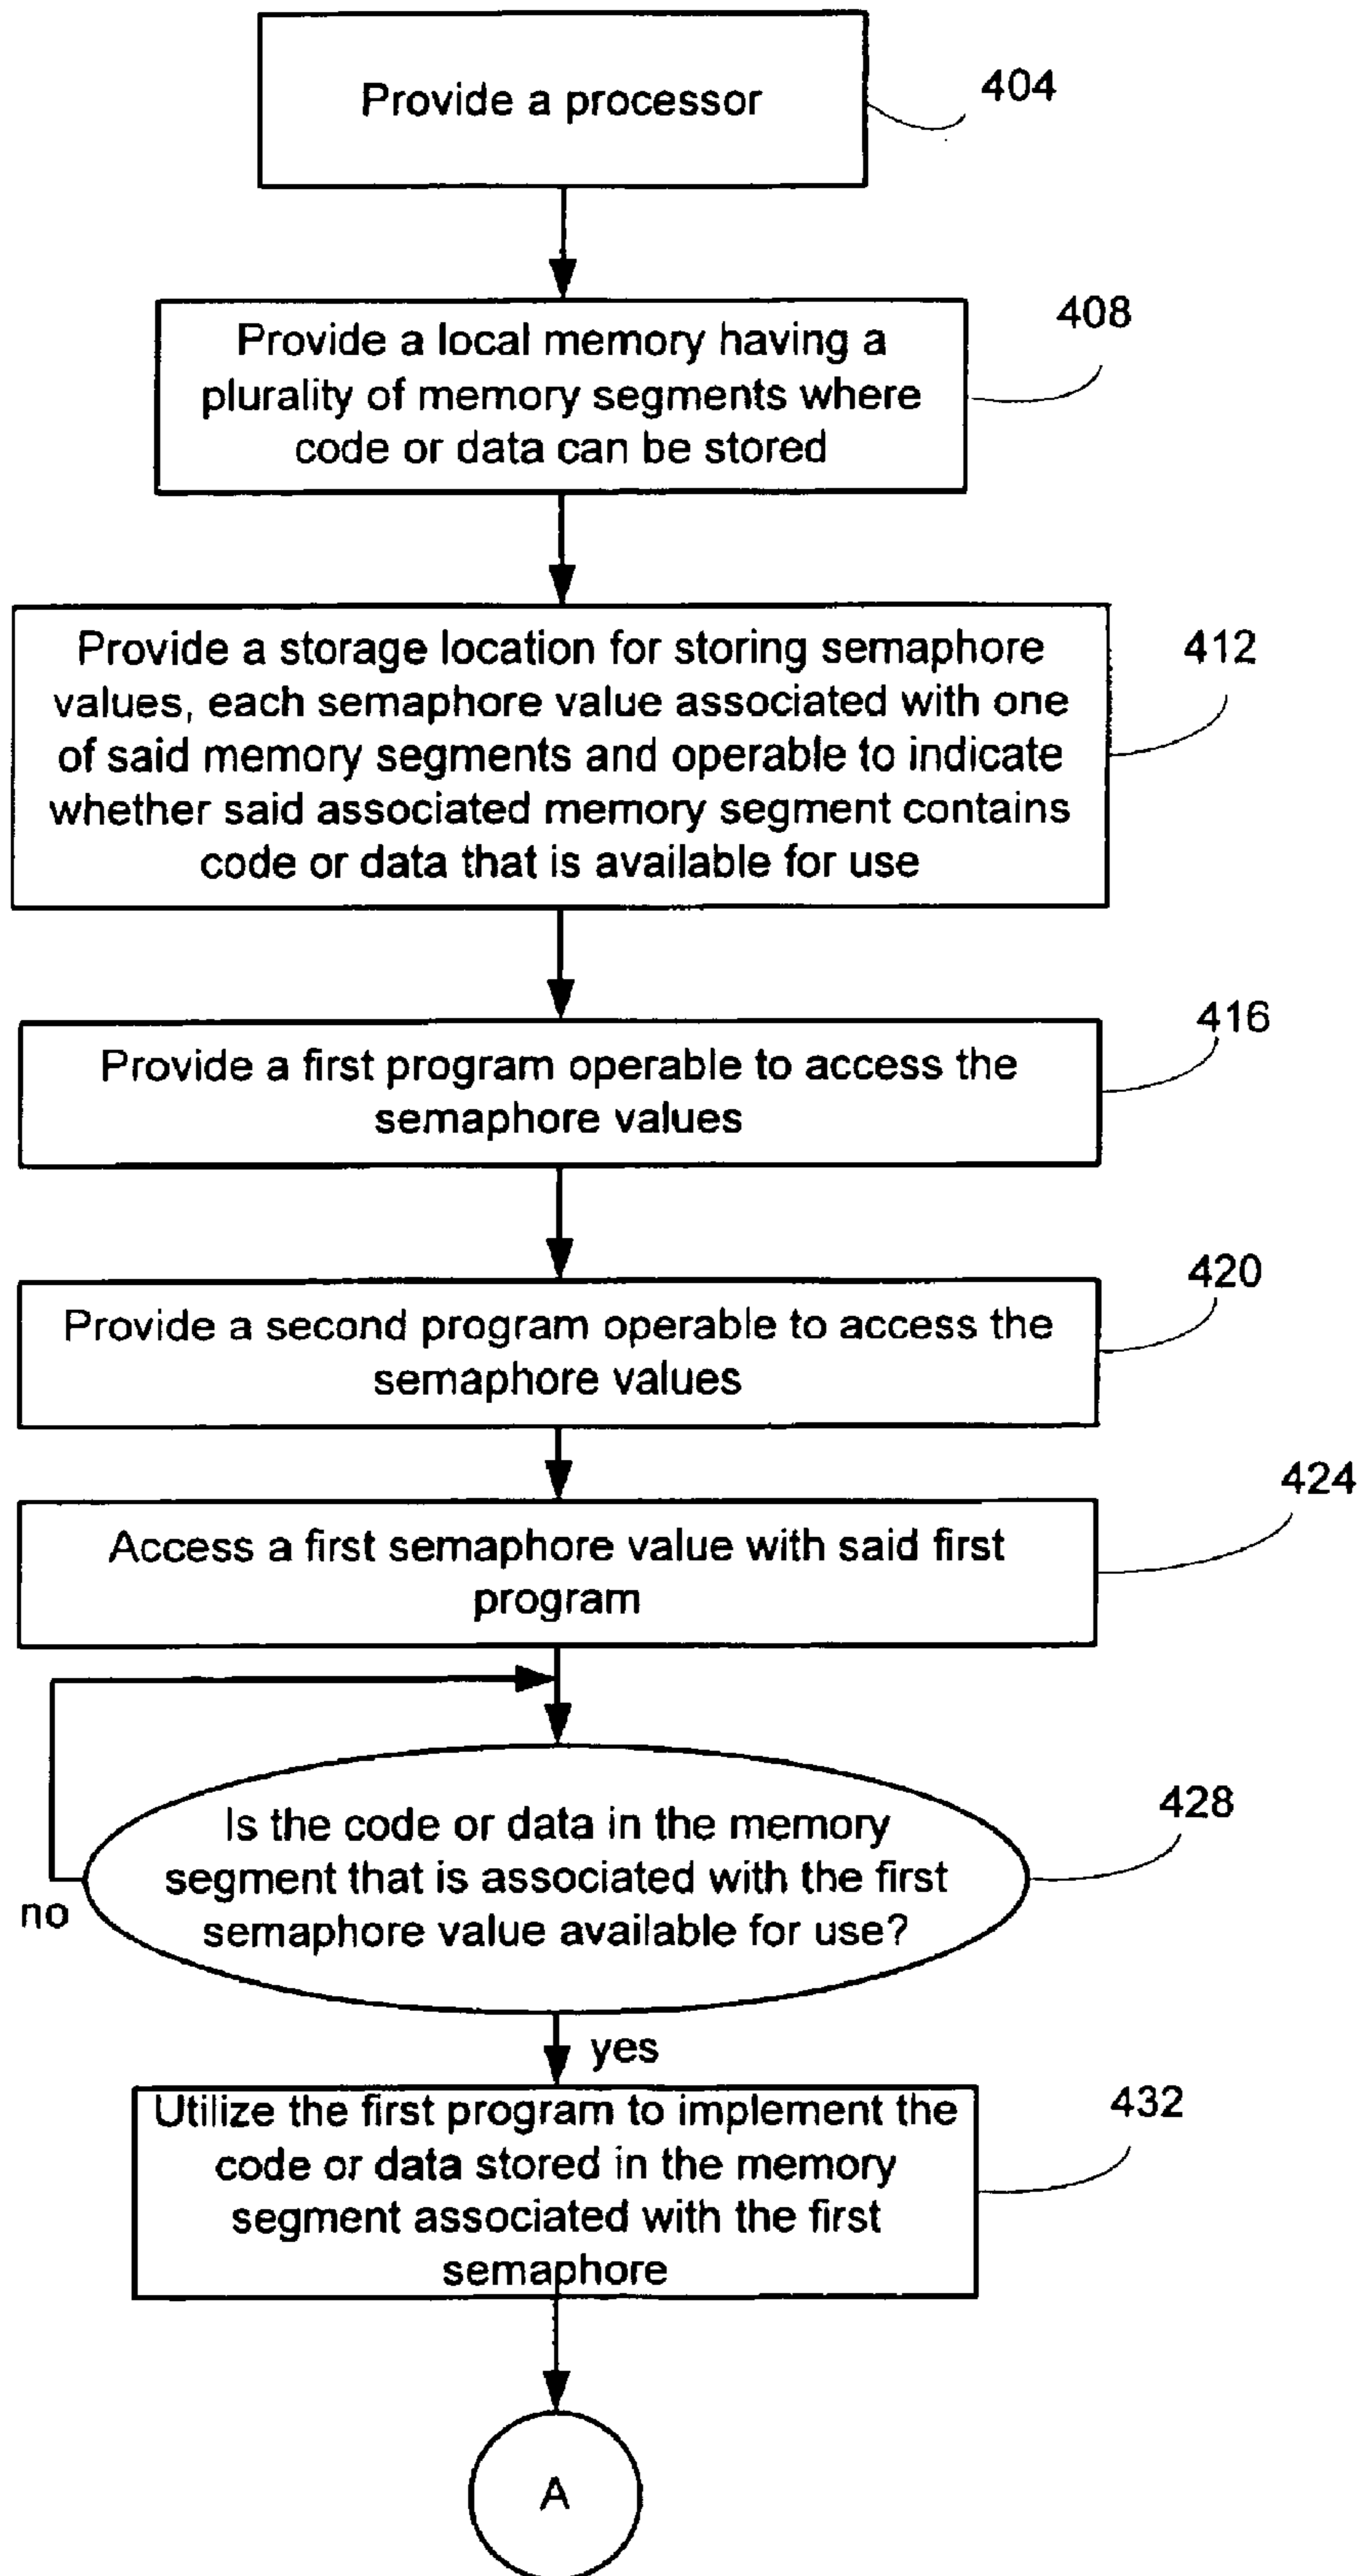 Provide a processor
404
Provide a local memory having a
plurality of memory segments where
code or data can be stored
408
Provide a storage location for storing semaphore
values, each semaphore value associated with one
of said memory segments and operable to indicate
whether said associated memory segment contains
code or data that is available for use
412
Provide a first program operable to access the
semaphore values
416
Provide a second program operable to access the
semaphore values
420
Access a first semaphore value with said first
program
424
Is the code or data in the memory
segment that is associated with the first
semaphore value available for use?
428
no
yes
Utilize the first program to implement the
code or data stored in the memory
segment associated with the first
semaphore
432
A